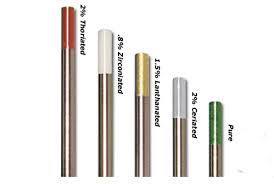 2% Thoriated
.8% Zirconiated
1.5% Lanthanated
2% Ceriated
Pure